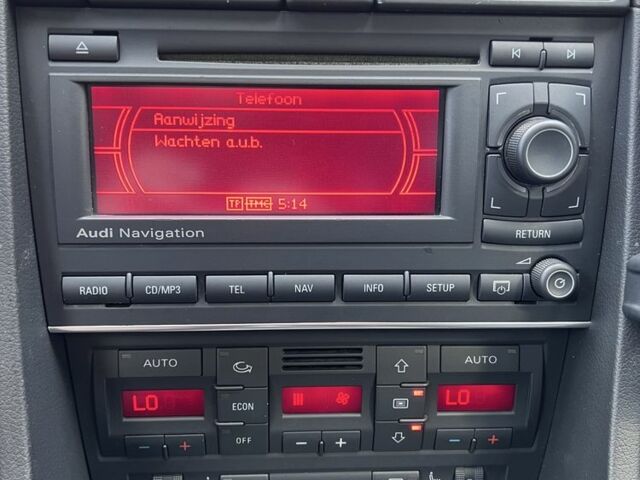 Telefoon
Aanwijzing
Wachten a.u.b.
TP TMC 5:14
Audi Navigation
RETURN
RADIO CD/MP3 TEL NAV INFO SETUP
AUTO AUTO
LO LO
ECON
OFF